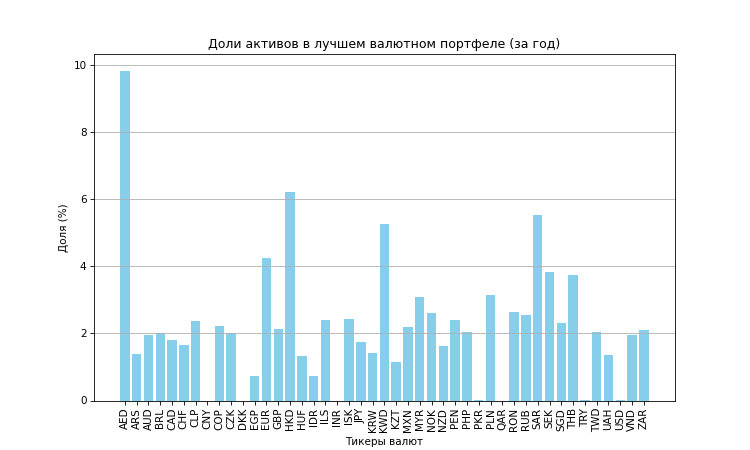 Доли активов в лучшем валютном портфеле (за год)
10
8
6
4
2
0
Доля (%)
AED ARS AUD BRL CAD CHF CLP CNY COP CZK DKK EGP EUR GBP HKD HUF IDR ILS INR ISK JPY KRW KWD KZT MXN MYR NOK NZD PEN PHP PKR PLN QAR RON RUB SAR SEK SGD THB TRY TWD UAH USD VND ZAR
Тикеры валют